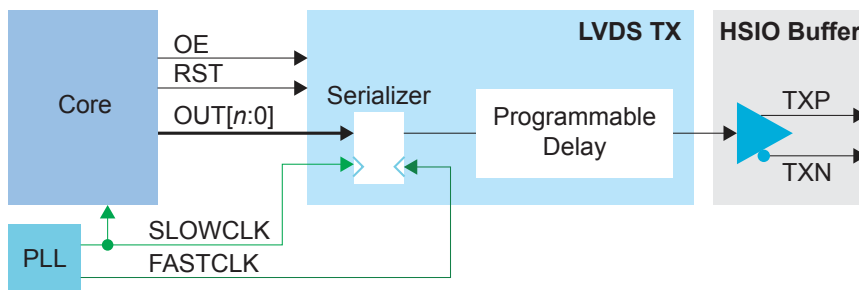 LVDS TX
HSIO Buffer
OE
RST
Core
OUT[n:0]
Serializer
Programmable
Delay
TXP
TXN
SLOWCLK
PLL
FASTCLK